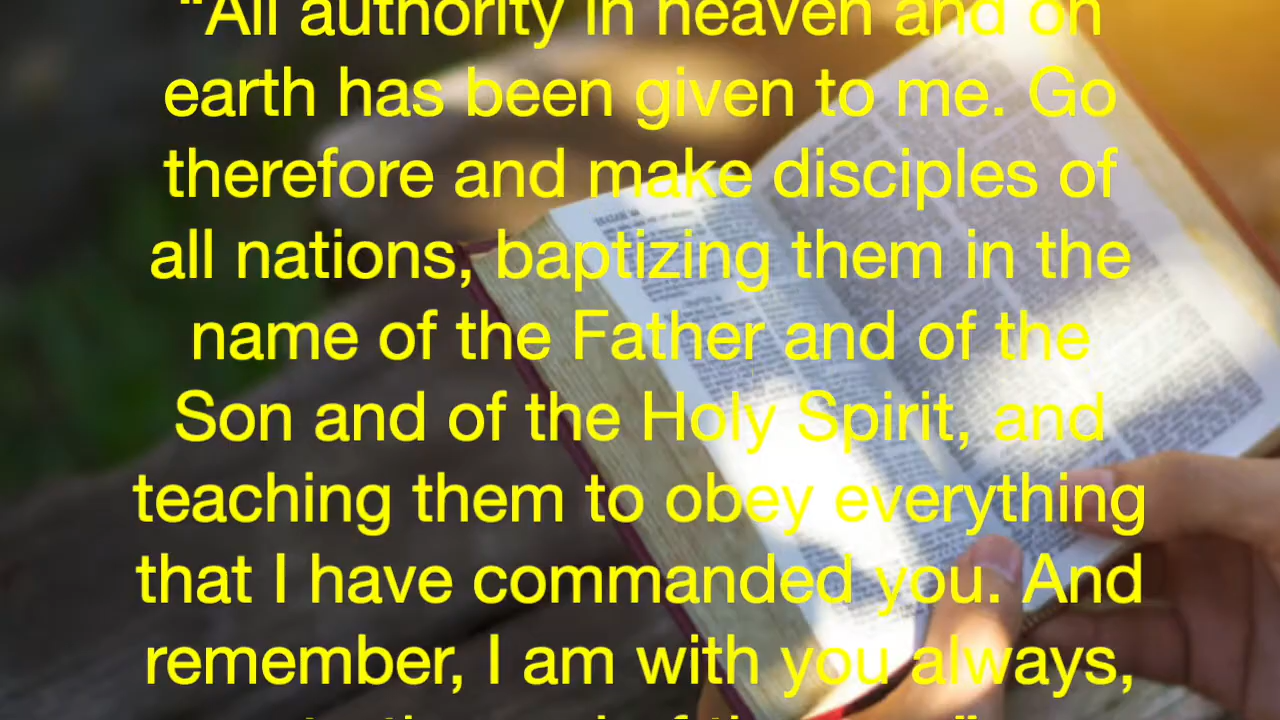 “All authority in heaven and on
earth has been given to me. Go
therefore and make disciples of
all nations, baptizing them in the
name of the Father and of the
Son and of the Holy Spirit, and
teaching them to obey everything
that I have commanded you. And
remember, I am with you always,